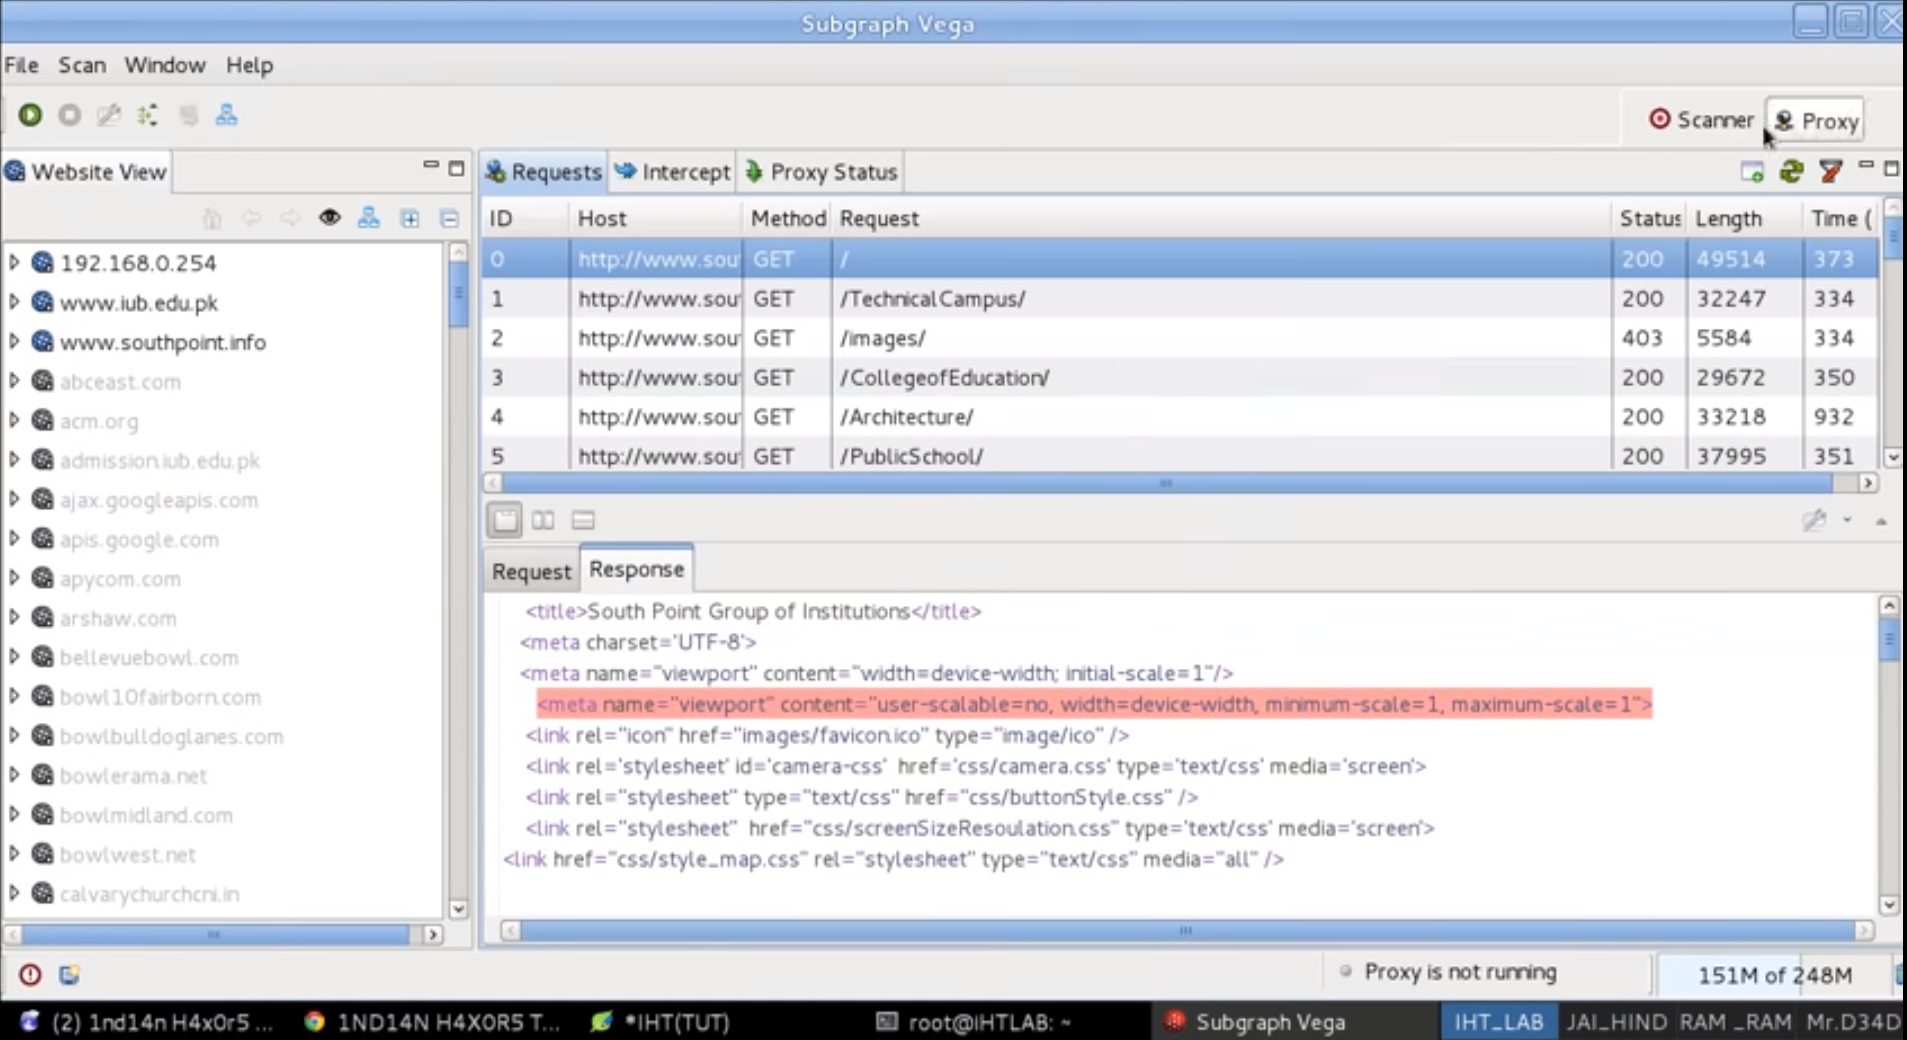 Subgraph Vega
File Scan Window Help
Scanner Proxy
Website View
Requests Intercept Proxy Status
ID Host Method Request Status Length Time (
0 http://www.sou GET / 200 49514 373
1 http://www.sou GET /TechnicalCampus/ 200 32247 334
2 http://www.sou GET /images/ 403 5584 334
3 http://www.sou GET /CollegeofEducation/ 200 29672 350
4 http://www.sou GET /Architecture/ 200 33218 932
5 http://www.sou GET /PublicSchool/ 200 37995 351
192.168.0.254
www.iub.edu.pk
www.southpoint.info
abceast.com
acm.org
admission.iub.edu.pk
ajax.googleapis.com
apis.google.com
apycom.com
arshaw.com
bellevuebowl.com
bowl10fairborn.com
bowlbulldoglanes.com
bowlerama.net
bowlmidland.com
bowlwest.net
calvarychurchcni.in
Request Response
<title>South Point Group of Institutions</title>
<meta charset='UTF-8'>
<meta name="viewport" content="width=device-width; initial-scale=1"/>
<meta name="viewport" content="user-scalable=no, width=device-width, minimum-scale=1, maximum-scale=1">
<link rel="icon" href="images/favicon.ico" type="image/ico" />
<link rel='stylesheet' id='camera-css' href='css/camera.css' type='text/css' media='screen'>
<link rel="stylesheet" type="text/css" href="css/buttonStyle.css" />
<link rel="stylesheet" href="css/screenSizeResoulation.css" type='text/css' media='screen'>
<link href="css/style_map.css" rel="stylesheet" type="text/css" media="all" />
Proxy is not running 151M of 248M
(2) 1nd14n H4x0r5 ... 1ND14N H4X0R5 T... *IHT(TUT) root@iHTLAB: ~ Subgraph Vega IHT_LAB JAI_HIND RAM _RAM Mr.D34D